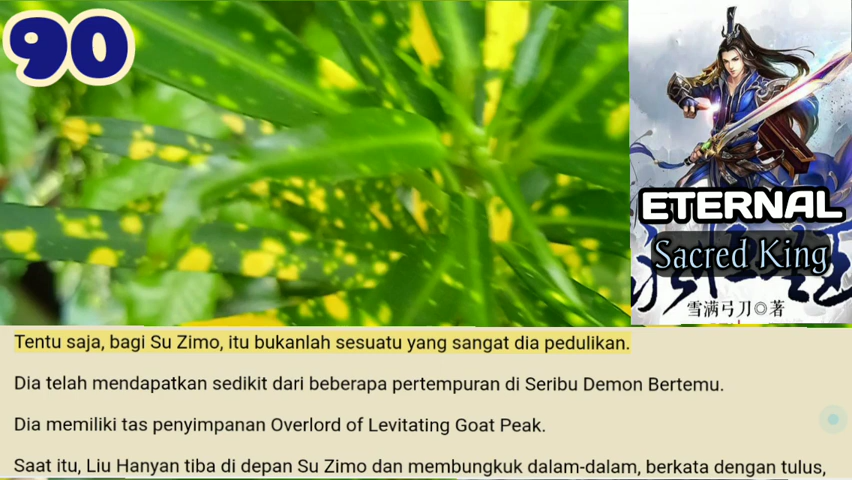 90
ETERNAL
Sacred King
雪满弓刀◎著
Tentu saja, bagi Su Zimo, itu bukanlah sesuatu yang sangat dia pedulikan.
Dia telah mendapatkan sedikit dari beberapa pertempuran di Seribu Demon Bertemu.
Dia memiliki tas penyimpanan Overlord of Levitating Goat Peak.
Saat itu, Liu Hanyan tiba di depan Su Zimo dan membungkuk dalam-dalam, berkata dengan tulus,